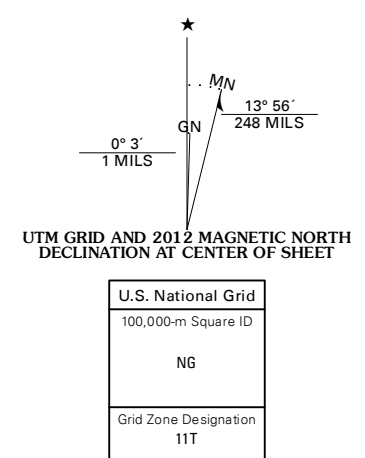 ★
MN
13° 56´
248 MILS
GN
0° 3´
1 MILS
UTM GRID AND 2012 MAGNETIC NORTH
DECLINATION AT CENTER OF SHEET
U.S. National Grid
100,000-m Square ID
NG
Grid Zone Designation
11T